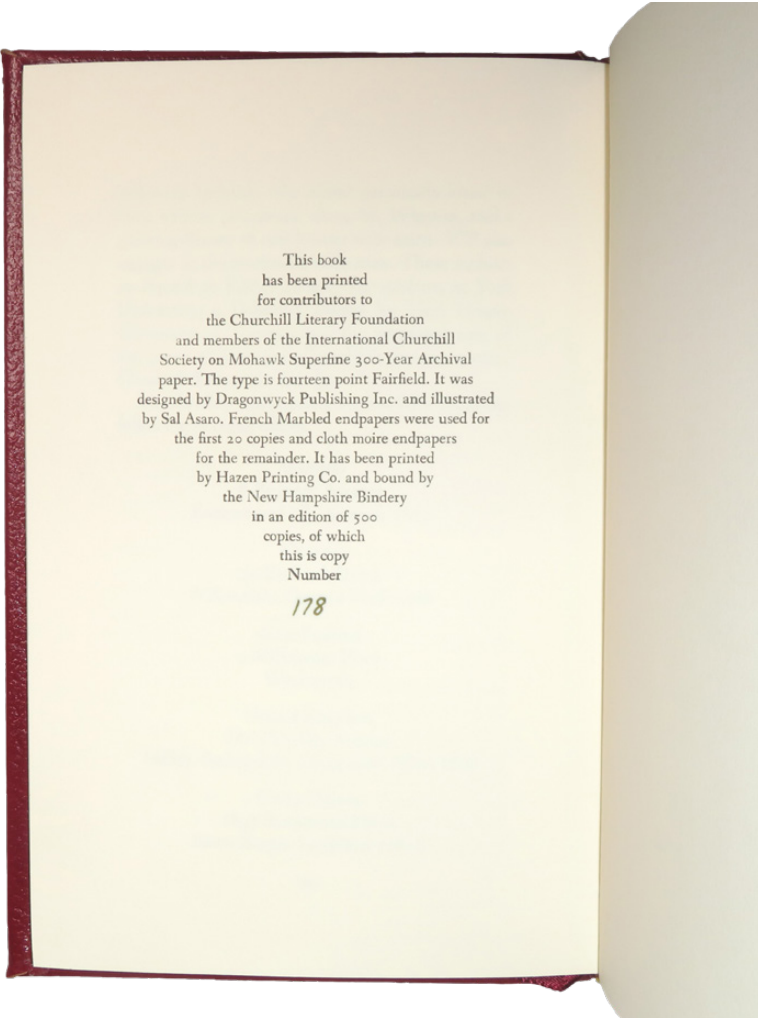 This book
has been printed
for contributors to
the Churchill Literary Foundation
and members of the International Churchill
Society on Mohawk Superfine 300-Year Archival
paper. The type is fourteen point Fairfield. It was
designed by Dragonwyck Publishing Inc. and illustrated
by Sal Asaro. French Marbled endpapers were used for
the first 20 copies and cloth moire endpapers
for the remainder. It has been printed
by Hazen Printing Co. and bound by
the New Hampshire Bindery
in an edition of 500
copies, of which
this is copy
Number
178